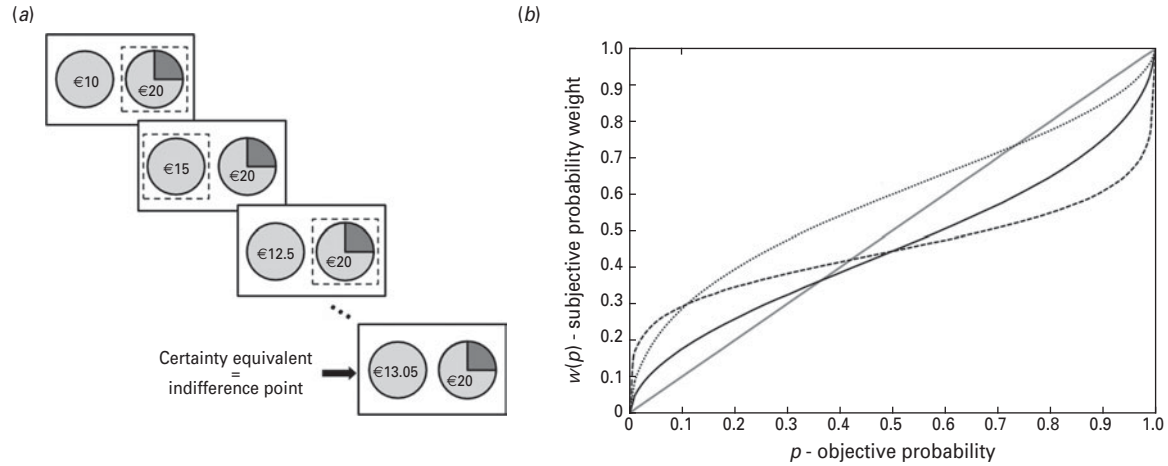 (a)
€10
€20
€15
€20
€12.5
€20
Certainty equivalent
=
indifference point
€13.05
€20
(b)
w(p) - subjective probability weight
1.0
0.9
0.8
0.7
0.6
0.5
0.4
0.3
0.2
0.1
0
0 0.1 0.2 0.3 0.4 0.5 0.6 0.7 0.8 0.9 1.0
p - objective probability